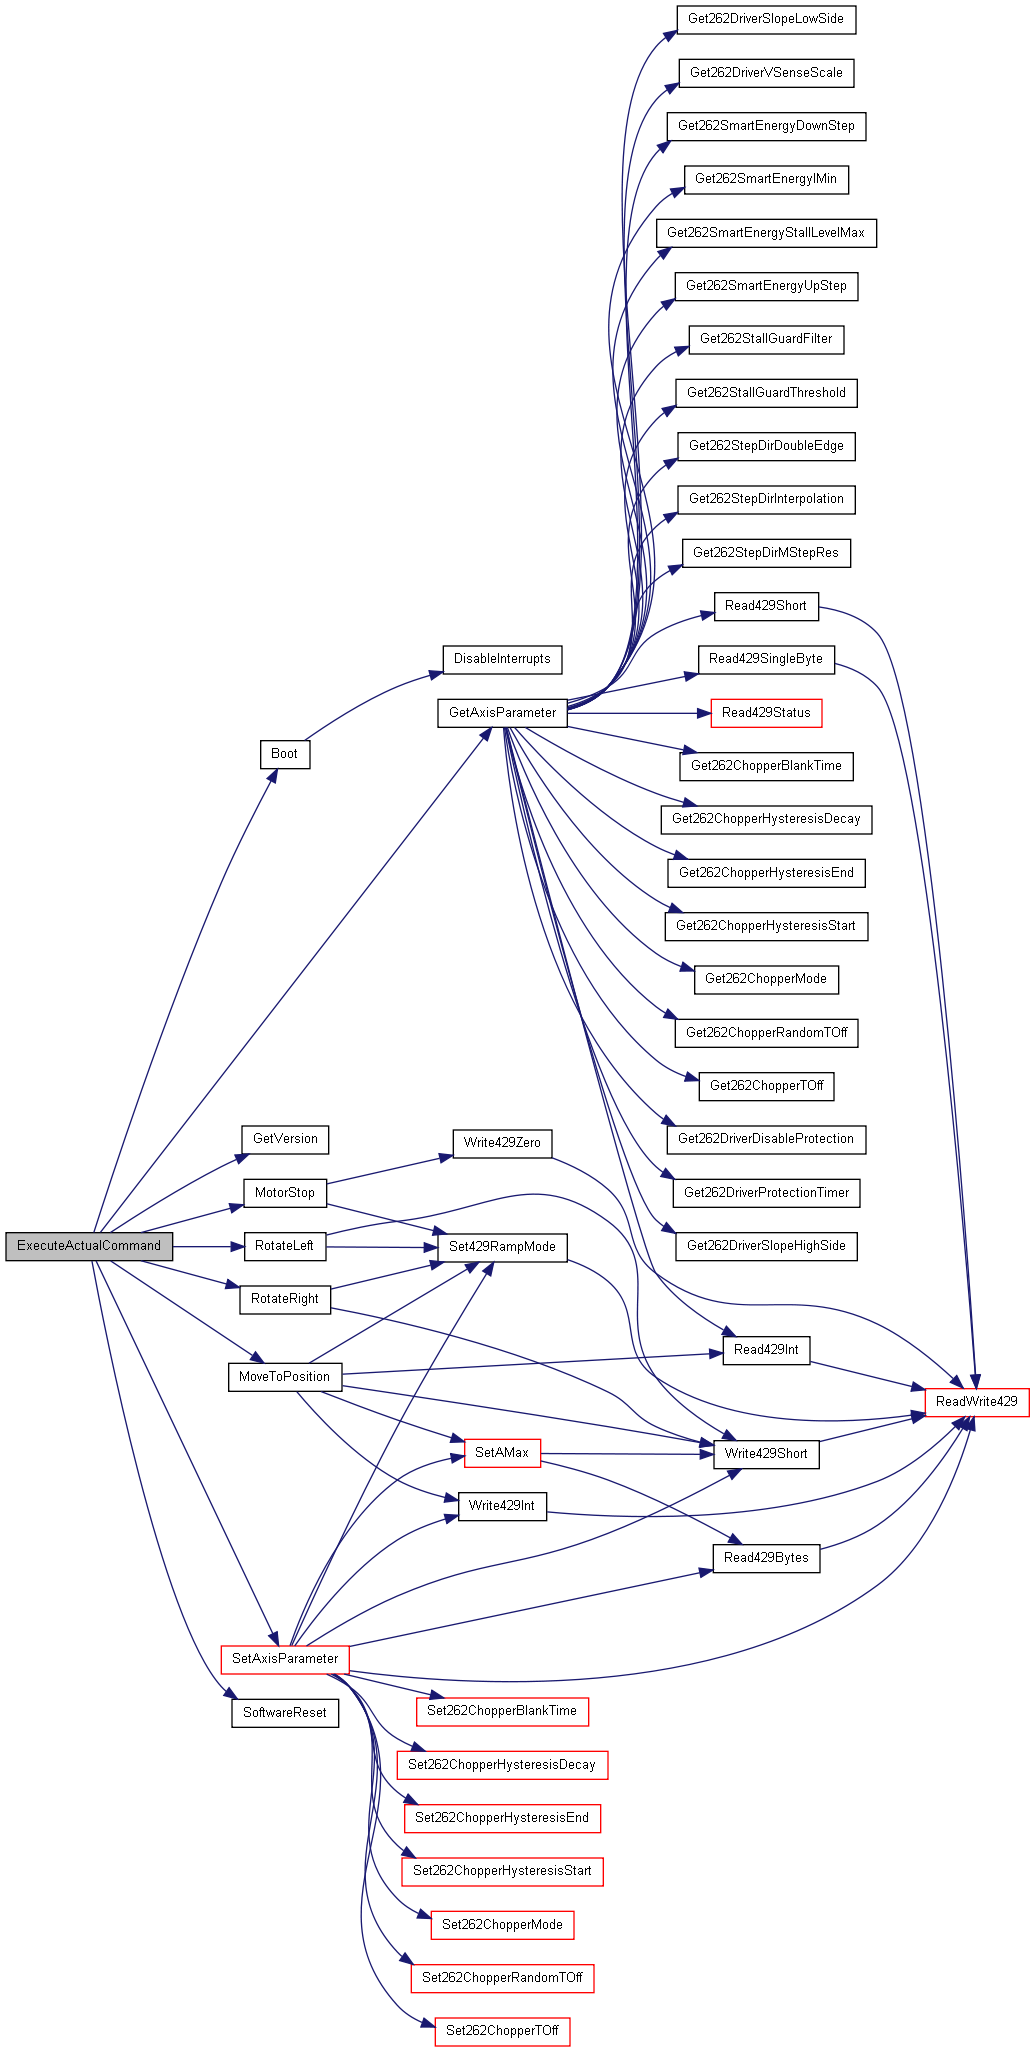 Get262DriverSlopeLowSide
Get262DriverVSenseScale
Get262SmartEnergyDownStep
Get262SmartEnergyIMin
Get262SmartEnergyStallLevelMax
Get262SmartEnergyUpStep
Get262StallGuardFilter
Get262StallGuardThreshold
Get262StepDirDoubleEdge
Get262StepDirInterpolation
Get262StepDirMStepRes
Read429Short
DisableInterrupts
Read429SingleByte
GetAxisParameter
Read429Status
Boot
Get262ChopperBlankTime
Get262ChopperHysteresisDecay
Get262ChopperHysteresisEnd
Get262ChopperHysteresisStart
Get262ChopperMode
Get262ChopperRandomTOff
Get262ChopperTOff
GetVersion
Write429Zero
Get262DriverDisableProtection
MotorStop
Get262DriverProtectionTimer
ExecuteActualCommand
RotateLeft
Set429RampMode
Get262DriverSlopeHighSide
RotateRight
Read429Int
MoveToPosition
ReadWrite429
SetAMax
Write429Short
Write429Int
Read429Bytes
SetAxisParameter
SoftwareReset
Set262ChopperBlankTime
Set262ChopperHysteresisDecay
Set262ChopperHysteresisEnd
Set262ChopperHysteresisStart
Set262ChopperMode
Set262ChopperRandomTOff
Set262ChopperTOff